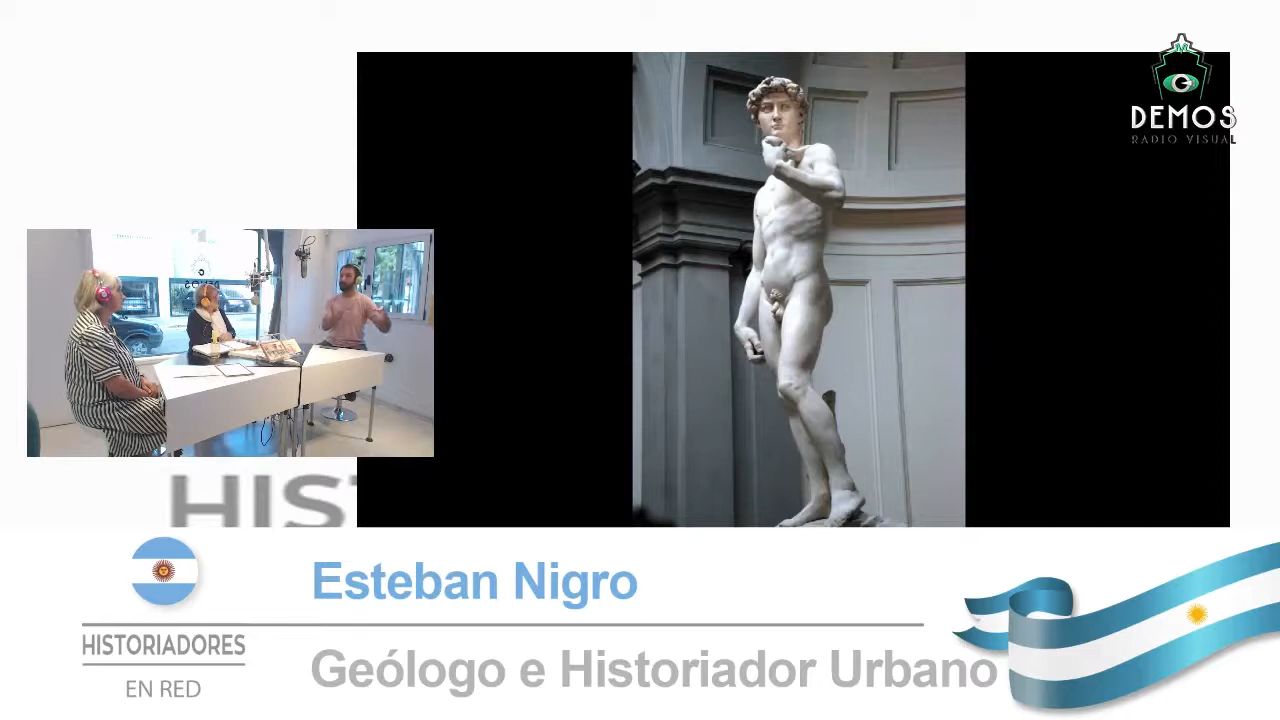 DEMOS
RADIO VISUAL
HIST
Esteban Nigro
HISTORIADORES
EN RED
Geólogo e Historiador Urbano